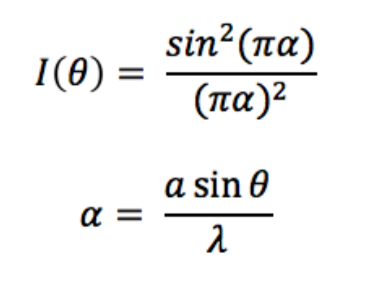 I(θ) = sin²(πα) / (πα)²
α = a sin θ / λ